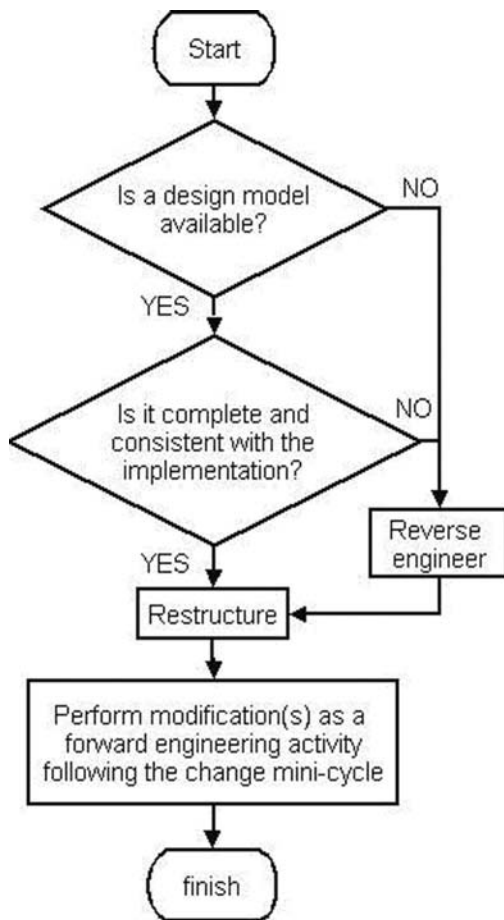 Start
Is a design model
available?
NO
YES
Is it complete and
consistent with the
implementation?
NO
YES
Reverse
engineer
Restructure
Perform modification(s) as a
forward engineering activity
following the change mini-cycle
finish